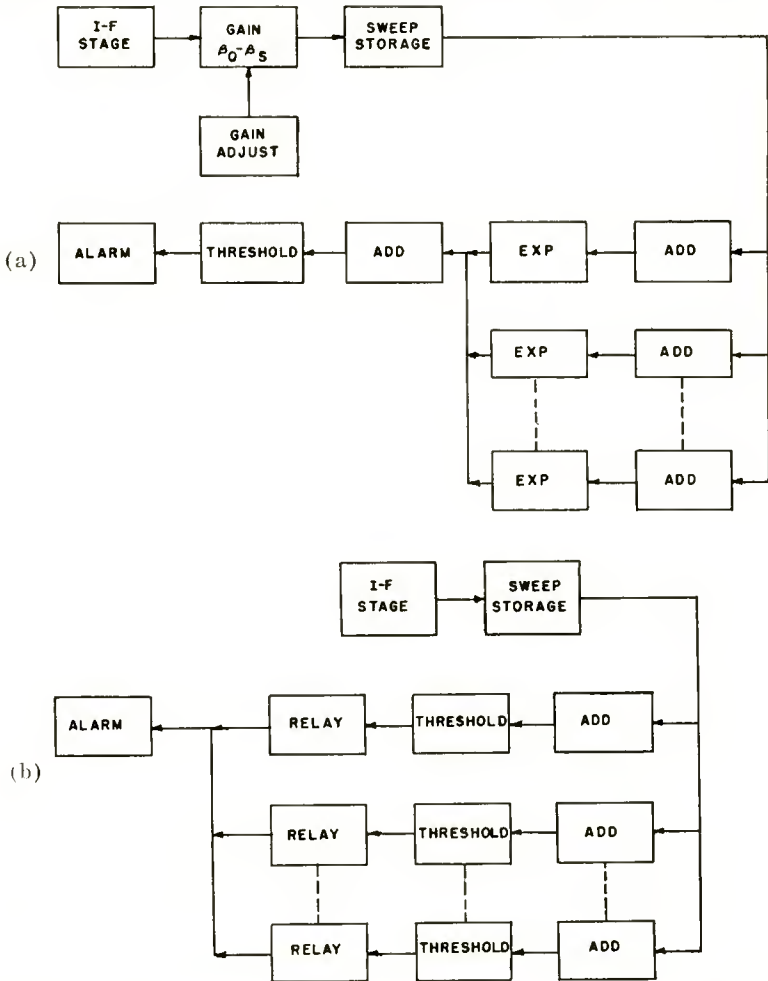 I-F
STAGE
GAIN
βQ-βS
SWEEP
STORAGE
GAIN
ADJUST
(a)
ALARM
THRESHOLD
ADD
EXP
ADD
EXP
ADD
EXP
ADD
I-F
STAGE
SWEEP
STORAGE
(b)
ALARM
RELAY
THRESHOLD
ADD
RELAY
THRESHOLD
ADD
RELAY
THRESHOLD
ADD